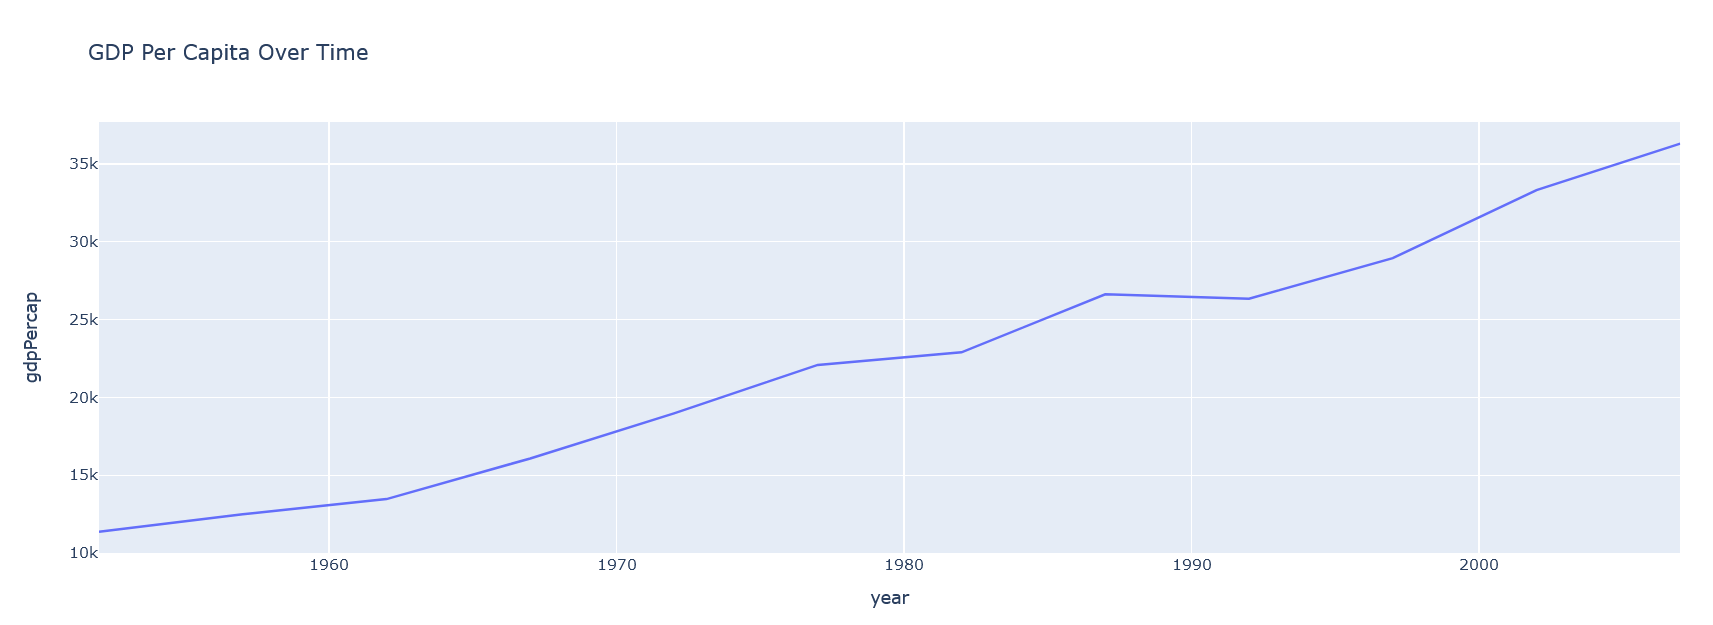 GDP Per Capita Over Time
35k
30k
25k
20k
15k
10k
gdpPercap
1960 1970 1980 1990 2000
year